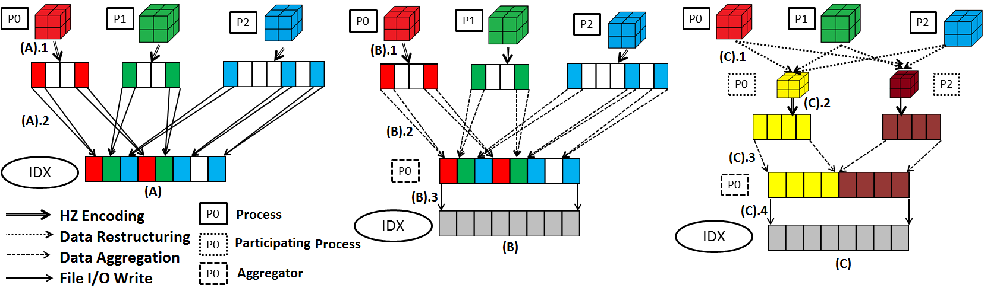 P0
P1
P2
(A).1
(A).2
IDX
(A)
HZ Encoding
Data Restructuring
Data Aggregation
File I/O Write
P0 Process
P0 Participating Process
P0 Aggregator
P0
P1
P2
(B).1
(B).2
P0
(B).3
IDX
(B)
P0
P1
P2
(C).1
P0
P2
(C).2
(C).3
P0
(C).4
IDX
(C)